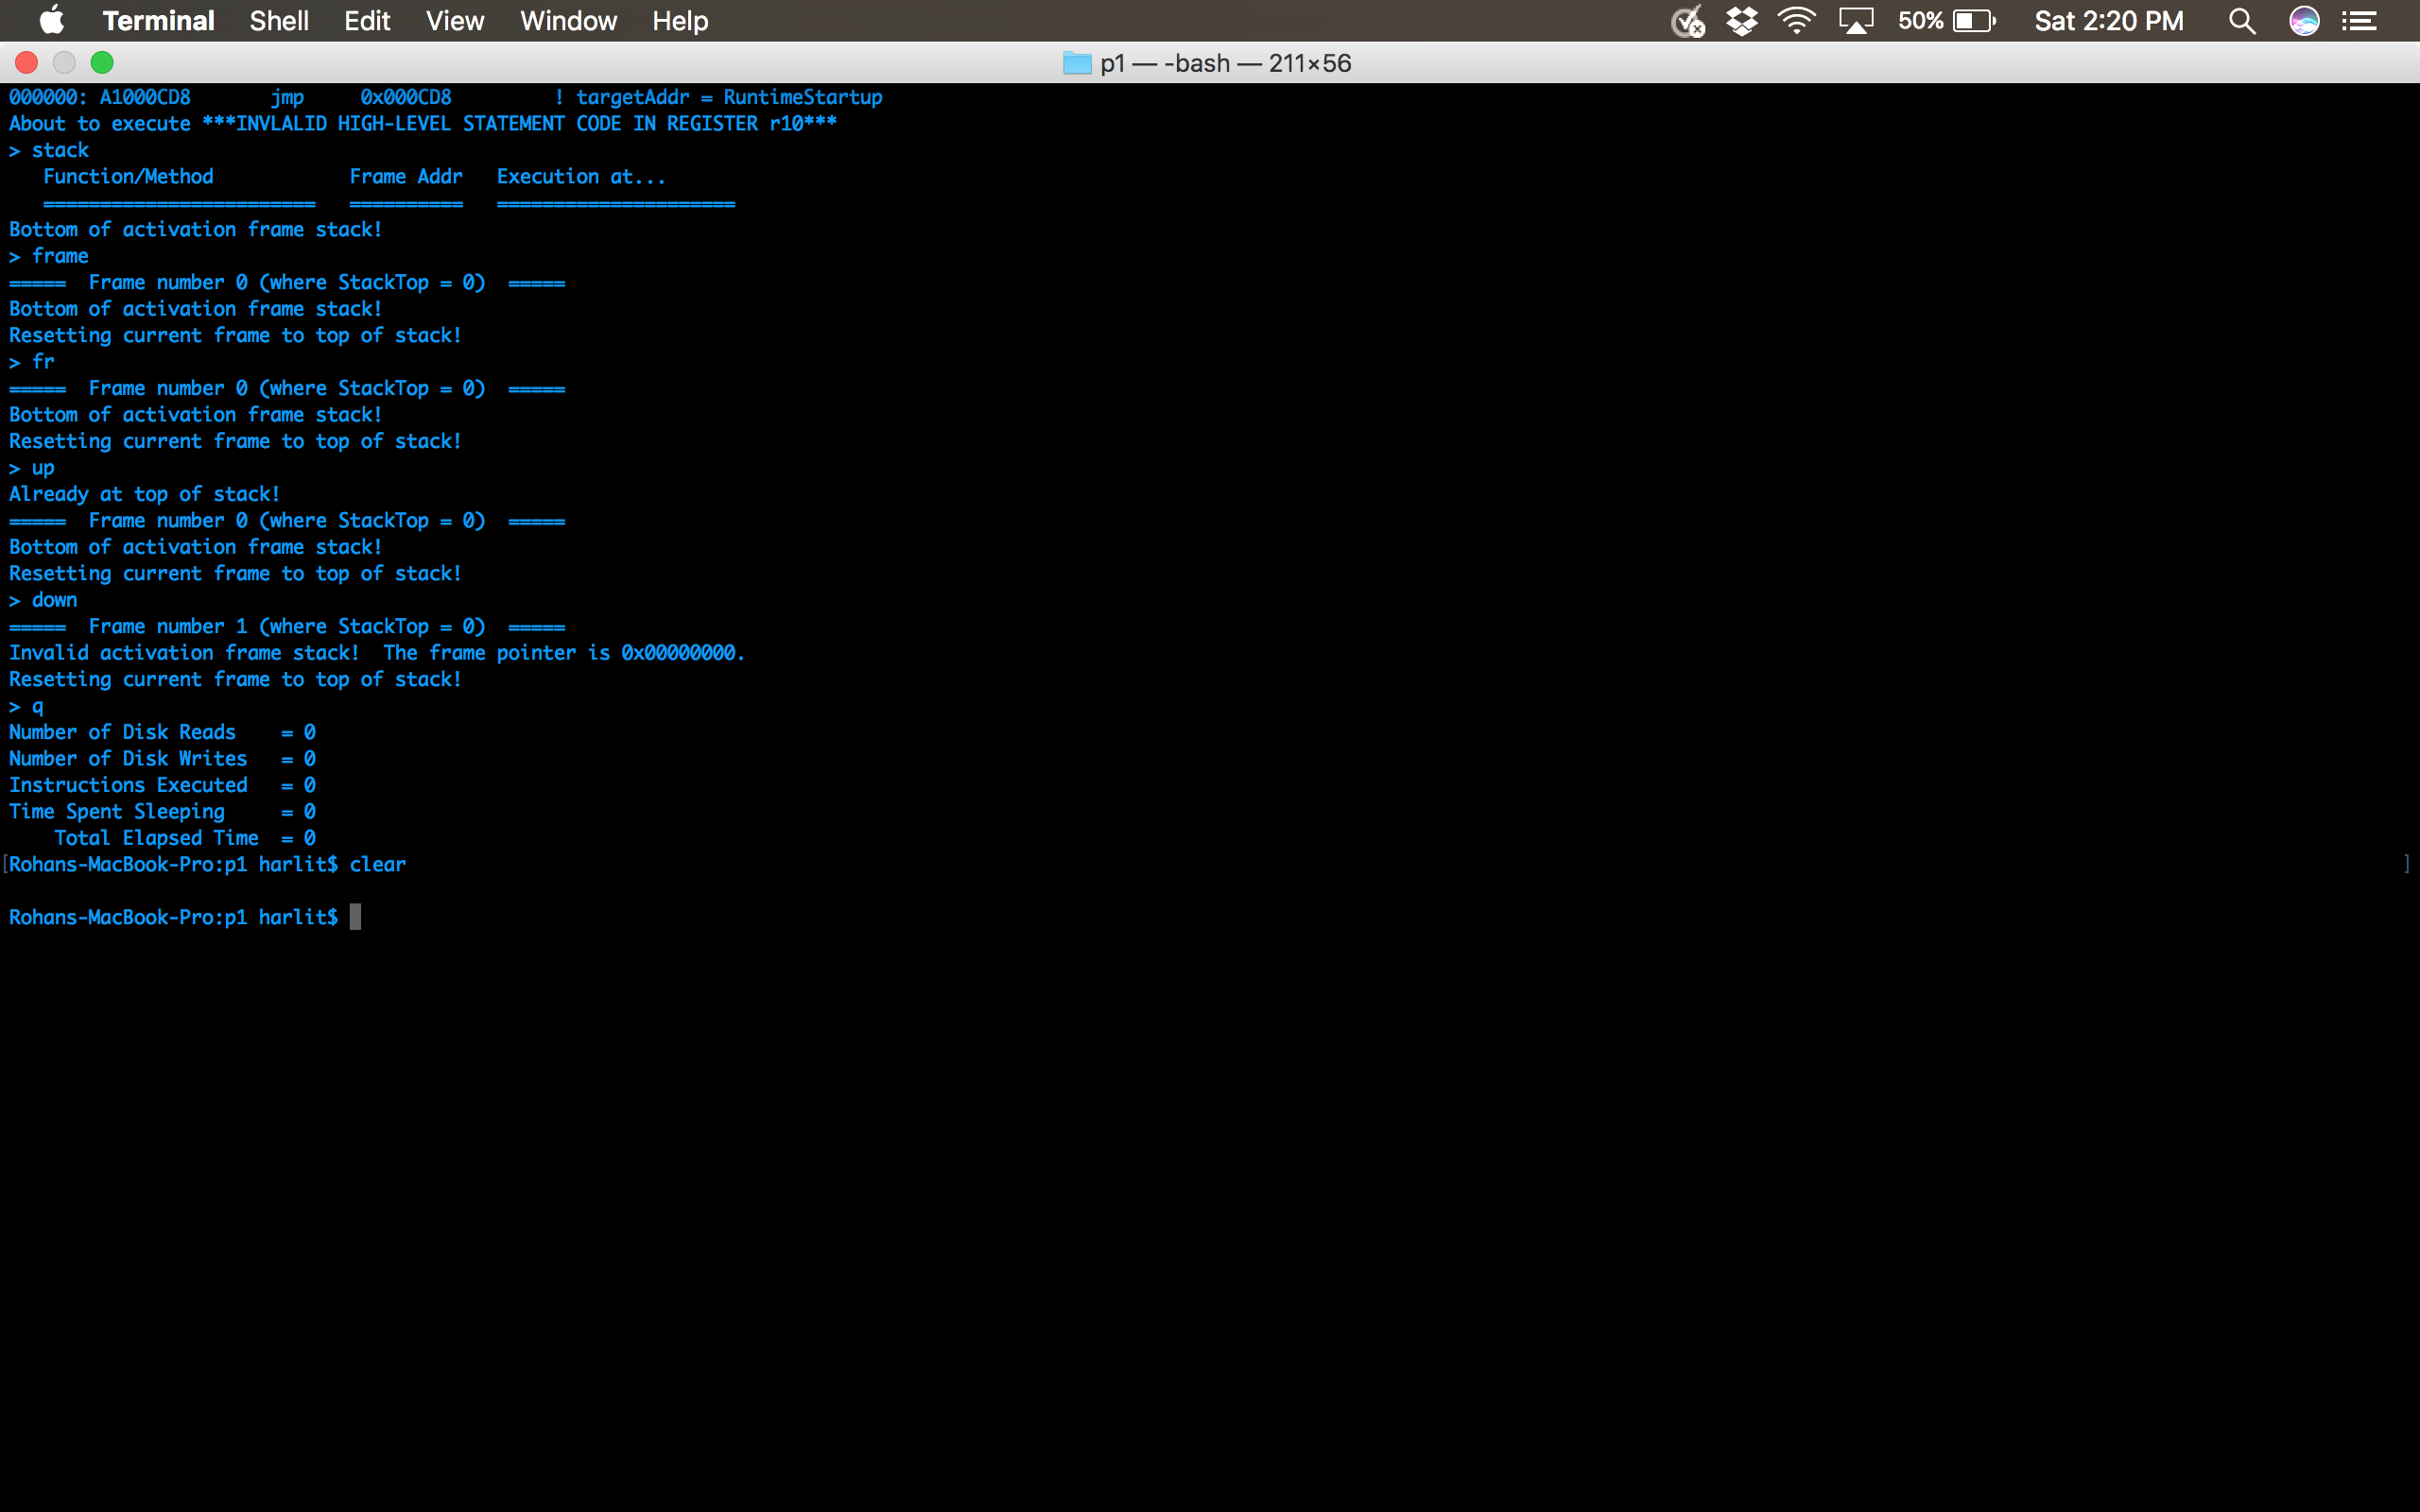 Terminal Shell Edit View Window Help 50% Sat 2:20 PM
p1 — -bash — 211×56
000000: A1000CD8       jmp     0x000CD8         ! targetAddr = RuntimeStartup
About to execute ***INVLALID HIGH-LEVEL STATEMENT CODE IN REGISTER r10***
> stack
   Function/Method            Frame Addr   Execution at...
   ========================   ==========   =====================
Bottom of activation frame stack!
> frame
=====  Frame number 0 (where StackTop = 0)  =====
Bottom of activation frame stack!
Resetting current frame to top of stack!
> fr
=====  Frame number 0 (where StackTop = 0)  =====
Bottom of activation frame stack!
Resetting current frame to top of stack!
> up
Already at top of stack!
=====  Frame number 0 (where StackTop = 0)  =====
Bottom of activation frame stack!
Resetting current frame to top of stack!
> down
=====  Frame number 1 (where StackTop = 0)  =====
Invalid activation frame stack!  The frame pointer is 0x00000000.
Resetting current frame to top of stack!
> q
Number of Disk Reads    = 0
Number of Disk Writes   = 0
Instructions Executed   = 0
Time Spent Sleeping     = 0
    Total Elapsed Time  = 0
[Rohans-MacBook-Pro:p1 harlit$ clear ]
Rohans-MacBook-Pro:p1 harlit$